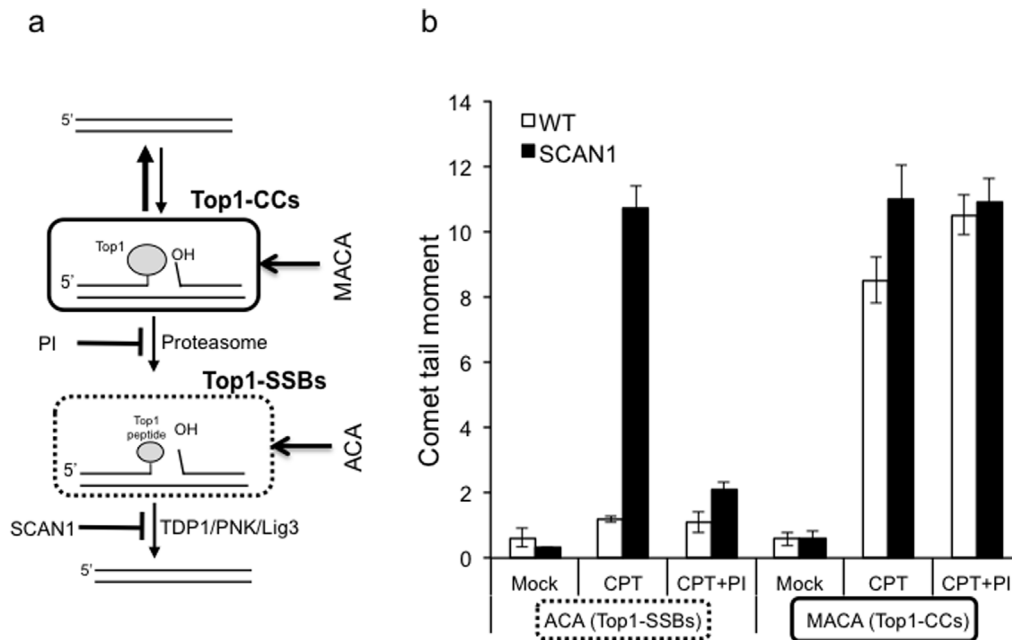 a
5'
Top1-CCs
Top1
OH
5'
MACA
PI
Proteasome
Top1-SSBs
Top1
peptide
OH
5'
ACA
SCAN1
TDP1/PNK/Lig3
5'
b
Comet tail moment
14
12
10
8
6
4
2
0
WT
SCAN1
Mock CPT CPT+PI Mock CPT CPT+PI
ACA (Top1-SSBs) MACA (Top1-CCs)